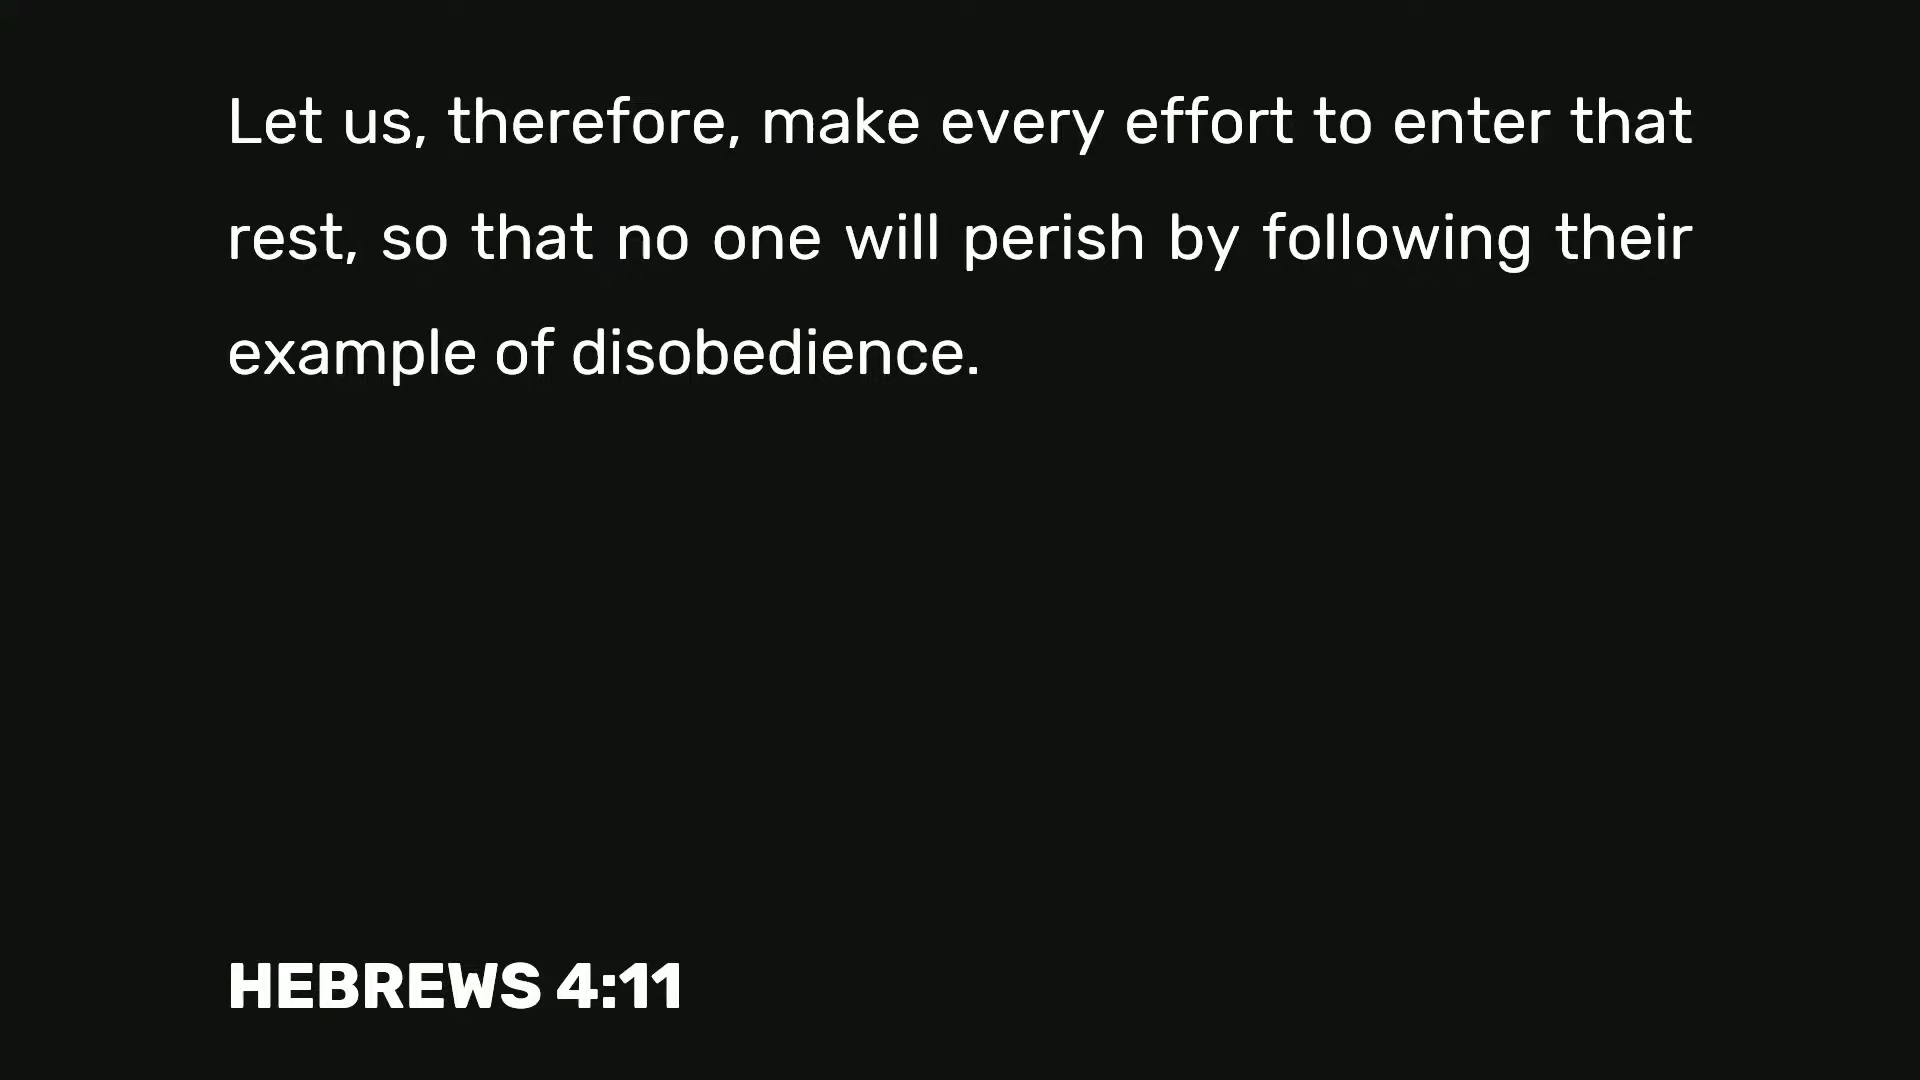 Let us, therefore, make every effort to enter that
rest, so that no one will perish by following their
example of disobedience.
HEBREWS 4:11